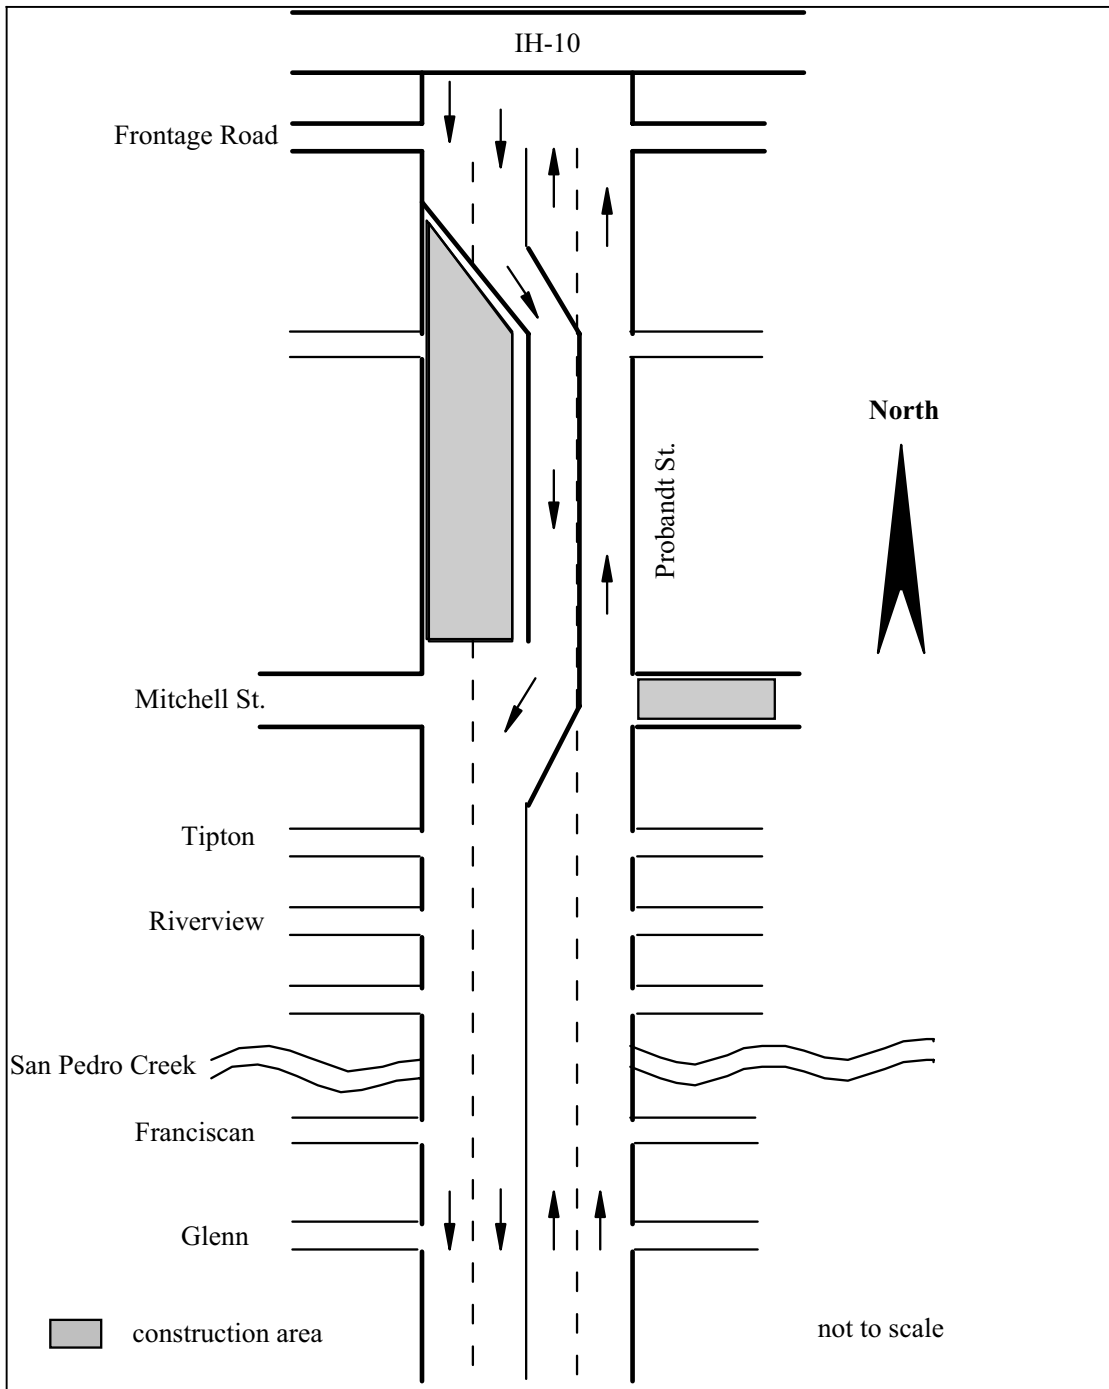 IH-10
Frontage Road
North
Probandt St.
Mitchell St.
Tipton
Riverview
San Pedro Creek
Franciscan
Glenn
construction area
not to scale